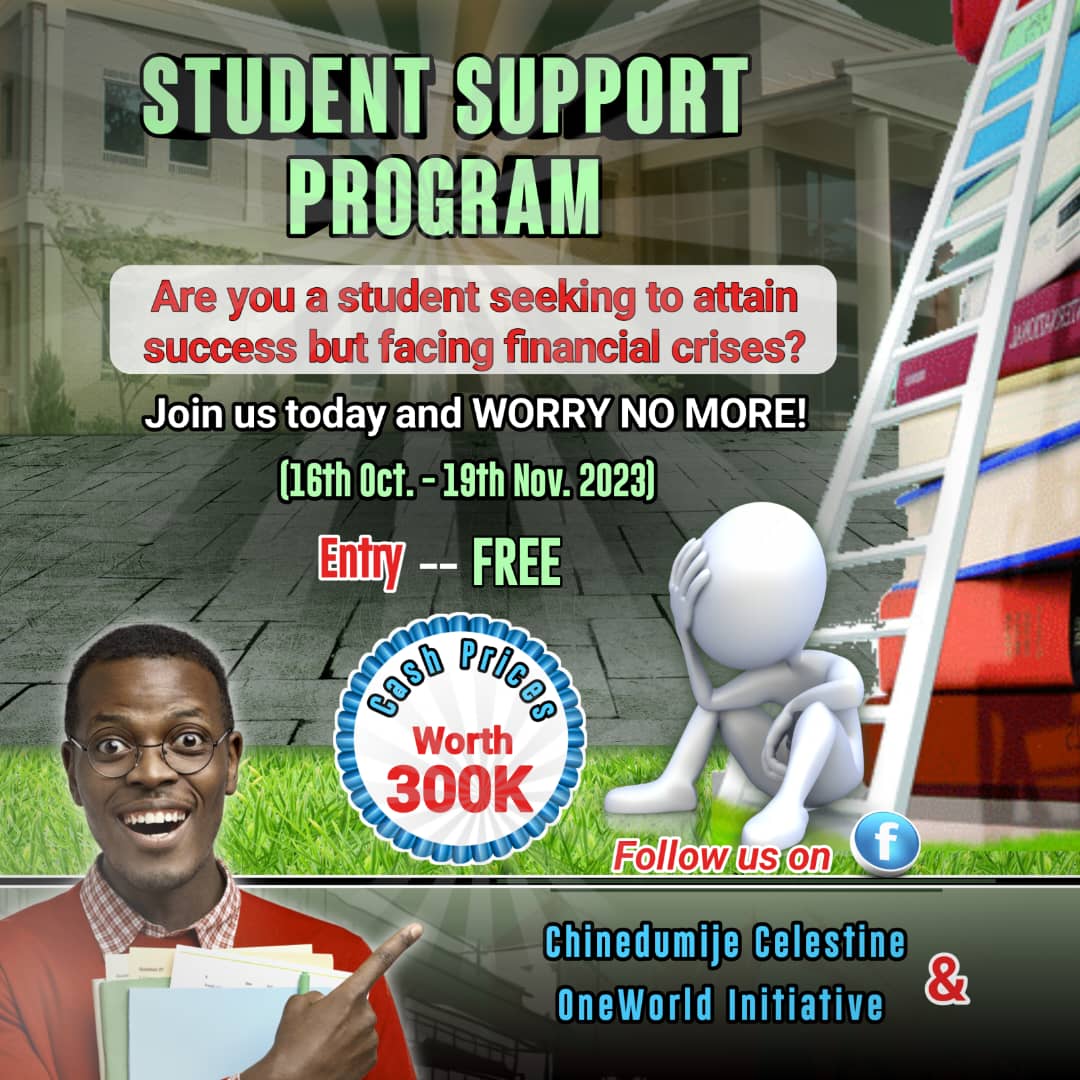 STUDENT SUPPORT
PROGRAM
Are you a student seeking to attain
success but facing financial crises?
Join us today and WORRY NO MORE!
(16th Oct. - 19th Nov. 2023)
Entry -- FREE
Cash Prices
Worth
300K
Follow us on f
Chinedumije Celestine
&
OneWorld Initiative